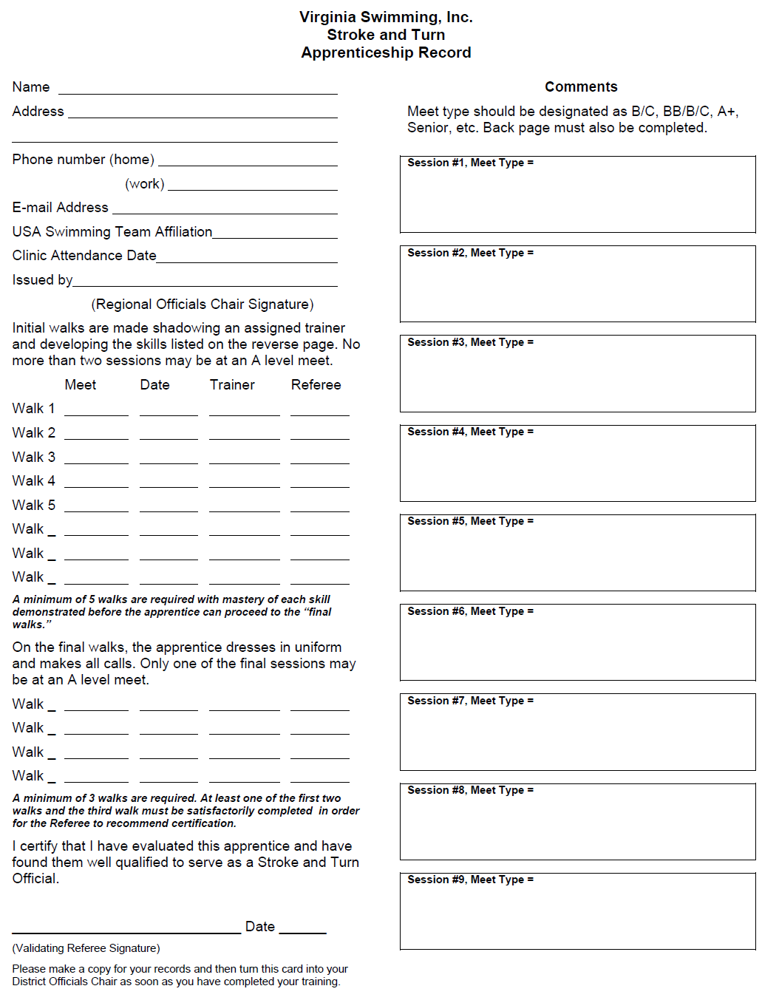 Virginia Swimming, Inc.
Stroke and Turn
Apprenticeship Record
Name
Address
Phone number (home)
(work)
E-mail Address
USA Swimming Team Affiliation
Clinic Attendance Date
Issued by
(Regional Officials Chair Signature)
Initial walks are made shadowing an assigned trainer
and developing the skills listed on the reverse page. No
more than two sessions may be at an A level meet.
Meet Date Trainer Referee
Walk 1
Walk 2
Walk 3
Walk 4
Walk 5
Walk _
Walk _
Walk _
A minimum of 5 walks are required with mastery of each skill
demonstrated before the apprentice can proceed to the “final
walks.”
On the final walks, the apprentice dresses in uniform
and makes all calls. Only one of the final sessions may
be at an A level meet.
Walk _
Walk _
Walk _
Walk _
A minimum of 3 walks are required. At least one of the first two
walks and the third walk must be satisfactorily completed in order
for the Referee to recommend certification.
I certify that I have evaluated this apprentice and have
found them well qualified to serve as a Stroke and Turn
Official.
Date
(Validating Referee Signature)
Please make a copy for your records and then turn this card into your
District Officials Chair as soon as you have completed your training.
Comments
Meet type should be designated as B/C, BB/B/C, A+,
Senior, etc. Back page must also be completed.
Session #1, Meet Type =
Session #2, Meet Type =
Session #3, Meet Type =
Session #4, Meet Type =
Session #5, Meet Type =
Session #6, Meet Type =
Session #7, Meet Type =
Session #8, Meet Type =
Session #9, Meet Type =